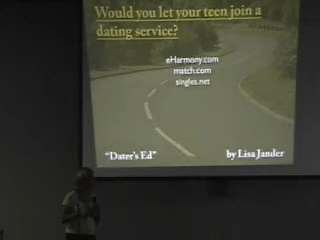 Would you let your teen join a
dating service?
eHarmony.com
match.com
singles.net
"Dater's Ed"
by Lisa Jander